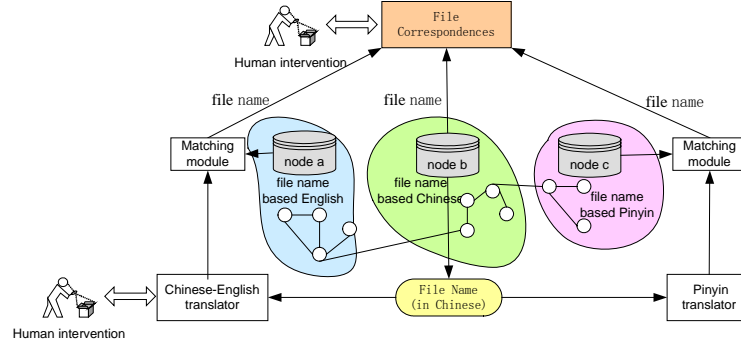 File
Correspondences
Human intervention
file name
file name
file name
Matching
module
node a
file name
based English
node b
file name
based Chinese
node c
file name
based Pinyin
Matching
module
Chinese-English
translator
File Name
(in Chinese)
Pinyin
translator
Human intervention